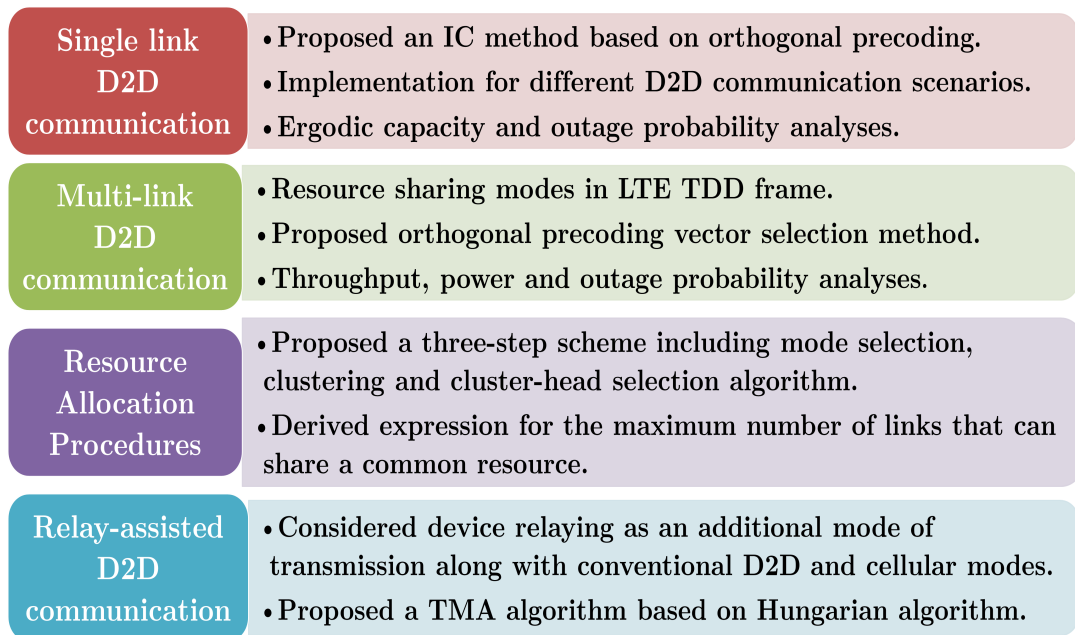 Single link
D2D
communication
• Proposed an IC method based on orthogonal precoding.
• Implementation for different D2D communication scenarios.
• Ergodic capacity and outage probability analyses.
Multi-link
D2D
communication
• Resource sharing modes in LTE TDD frame.
• Proposed orthogonal precoding vector selection method.
• Throughput, power and outage probability analyses.
Resource
Allocation
Procedures
• Proposed a three-step scheme including mode selection,
clustering and cluster-head selection algorithm.
• Derived expression for the maximum number of links that can
share a common resource.
Relay-assisted
D2D
communication
• Considered device relaying as an additional mode of
transmission along with conventional D2D and cellular modes.
• Proposed a TMA algorithm based on Hungarian algorithm.